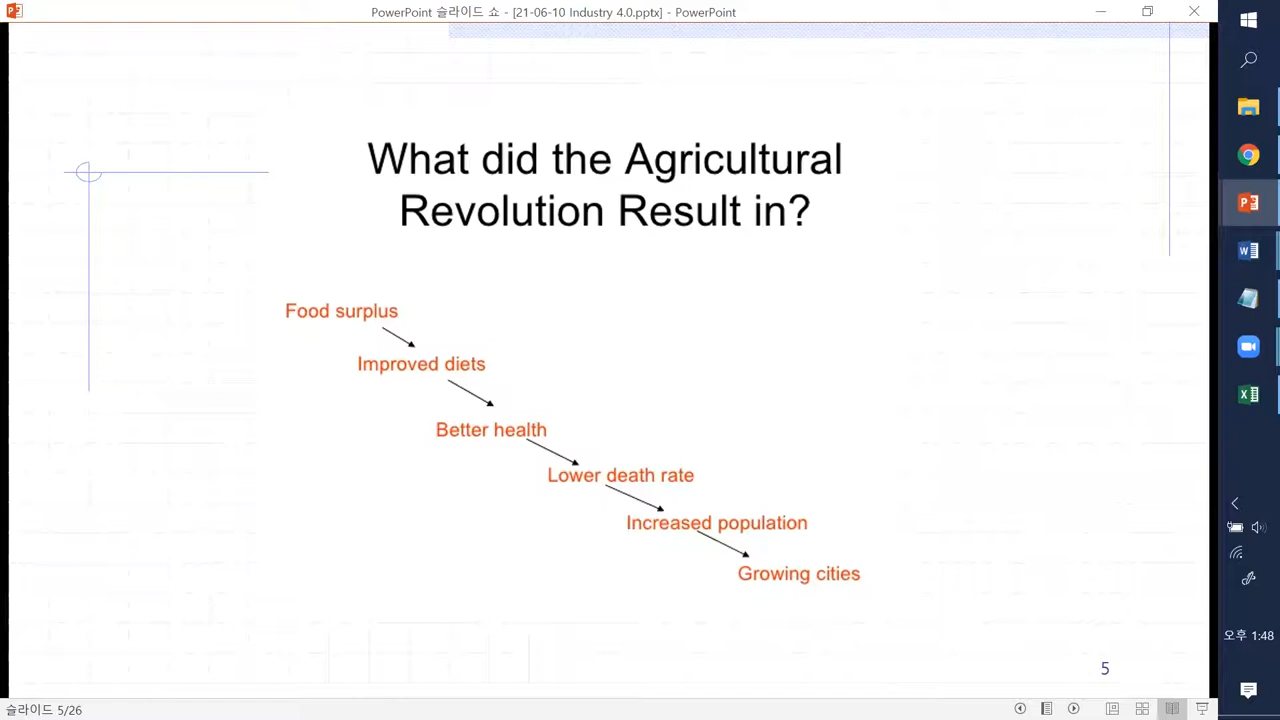 PowerPoint 슬라이드 쇼 - [21-06-10 Industry 4.0.pptx] - PowerPoint
What did the Agricultural
Revolution Result in?
Food surplus
Improved diets
Better health
Lower death rate
Increased population
Growing cities
5
오후 1:48
슬라이드 5/26